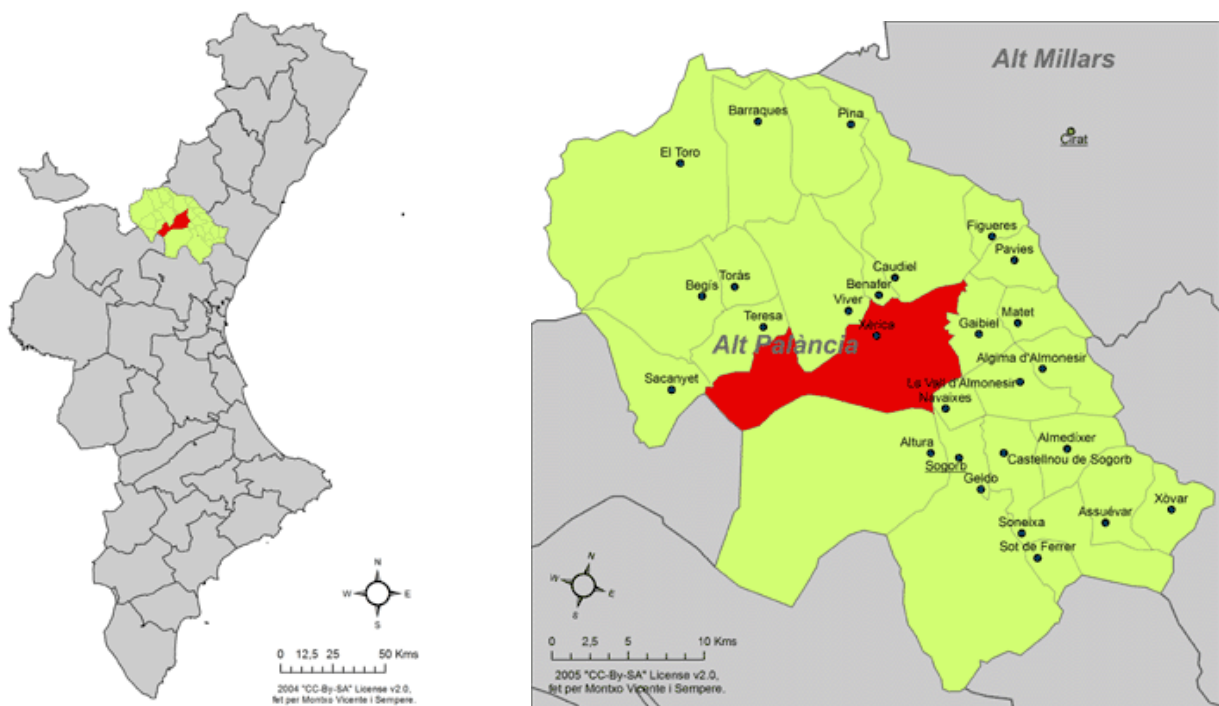 N
W E
S
0 12,5 25 50 Kms
2004 "CC-By-SA" License v2.0,
fet per Montxo Vicente i Sempere.
Alt Millars
Barraques
Pina
Cirat
El Toro
Figueres
Pavies
Caudiel
Torás
Begís
Benafer
Viver
Matet
Teresa
Xèrica
Gaibiel
Alt Palància
Algima d'Almonesir
Sacanyet
La Vall d'Almonesir
Navaixes
Altura
Almedíxer
Sogorb
Castellnou de Sogorb
Geldo
Xòvar
Assuévar
Soneixa
Sot de Ferrer
N
W E
S
0 2,5 5 10 Kms
2005 "CC-By-SA" License v2.0,
fet per Montxo Vicente i Sempere.